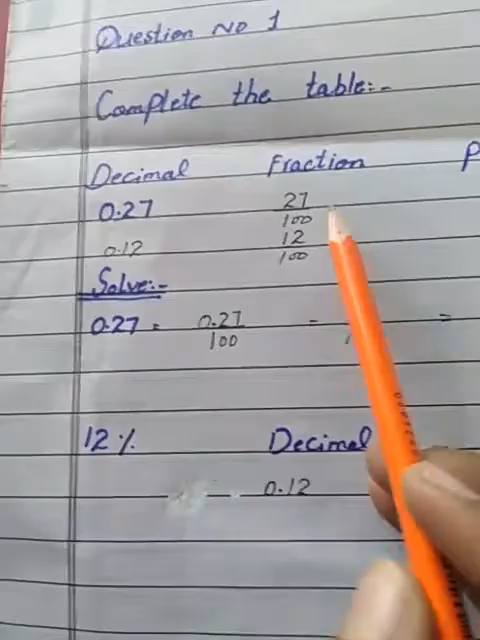 Question No 1
Complete the table:-
Decimal Fraction P
0.27 27/100
0.12 12/100
Solve:-
0.27 = 0.27/100 = =
12% Decimal
0.12